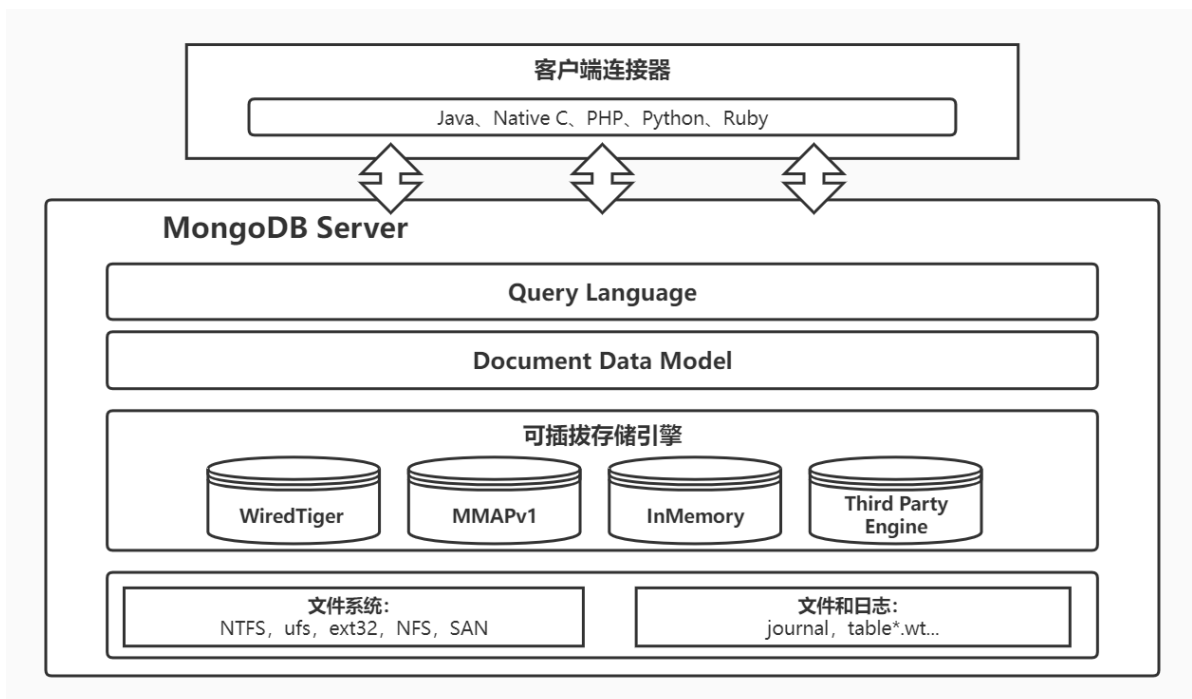 客户端连接器
Java、Native C、PHP、Python、Ruby
MongoDB Server
Query Language
Document Data Model
可插拔存储引擎
WiredTiger
MMAPv1
InMemory
Third Party
Engine
文件系统：
NTFS，ufs，ext32，NFS，SAN
文件和日志：
journal，table*.wt...